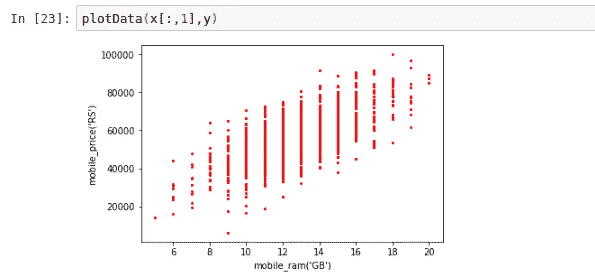 In [23]: plotData(x[:,1],y)
100000
80000
60000
40000
20000
mobile_price('RS')
6 8 10 12 14 16 18 20
mobile_ram('GB')